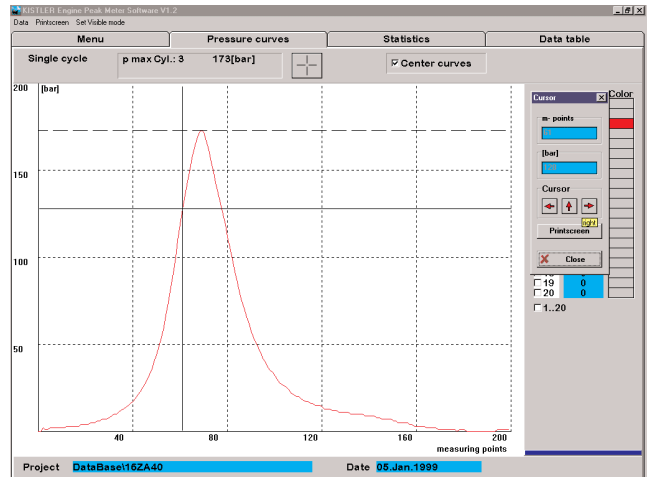 KISTLER Engine Peak Meter Software V1.2
Data Printscreen Set Visible mode
Menu Pressure curves Statistics Data table
Single cycle p max Cyl.: 3 173[bar] Center curves
200 [bar]
150
100
50
40 80 120 160 200
measuring points
Color
Cursor
m- points
[bar]
Cursor
right
Printscreen
Close
19 0
20 0
1..20
Project DataBase\16ZA40 Date 05.Jan.1999